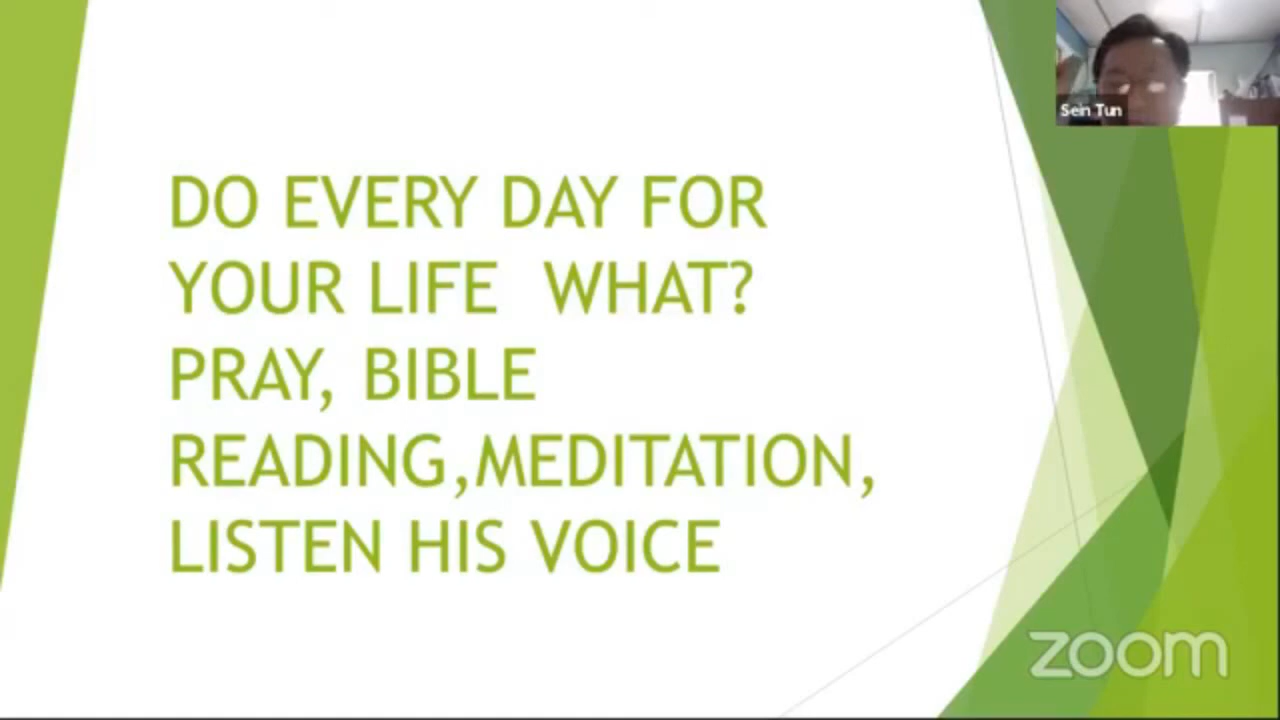 Sein Tun
DO EVERY DAY FOR
YOUR LIFE  WHAT?
PRAY, BIBLE
READING,MEDITATION,
LISTEN HIS VOICE
zoom